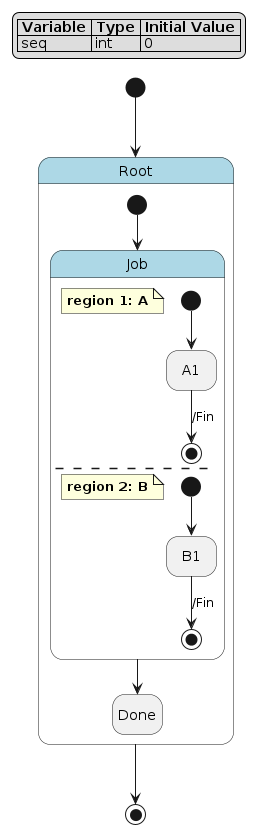 Variable Type Initial Value
seq int 0
Root
Job
region 1: A
A1
/Fin
region 2: B
B1
/Fin
Done